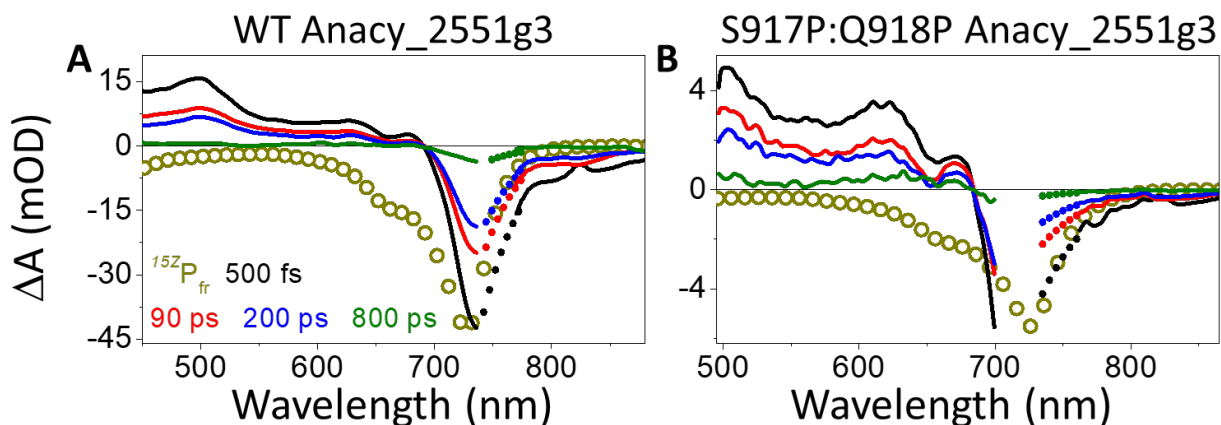 WT Anacy_2551g3
S917P:Q918P Anacy_2551g3
A
B
ΔA (mOD)
15
0
-15
-30
-45
4
0
-4
15ZPfr 500 fs
90 ps 200 ps 800 ps
500 600 700 800
500 600 700 800
Wavelength (nm)
Wavelength (nm)